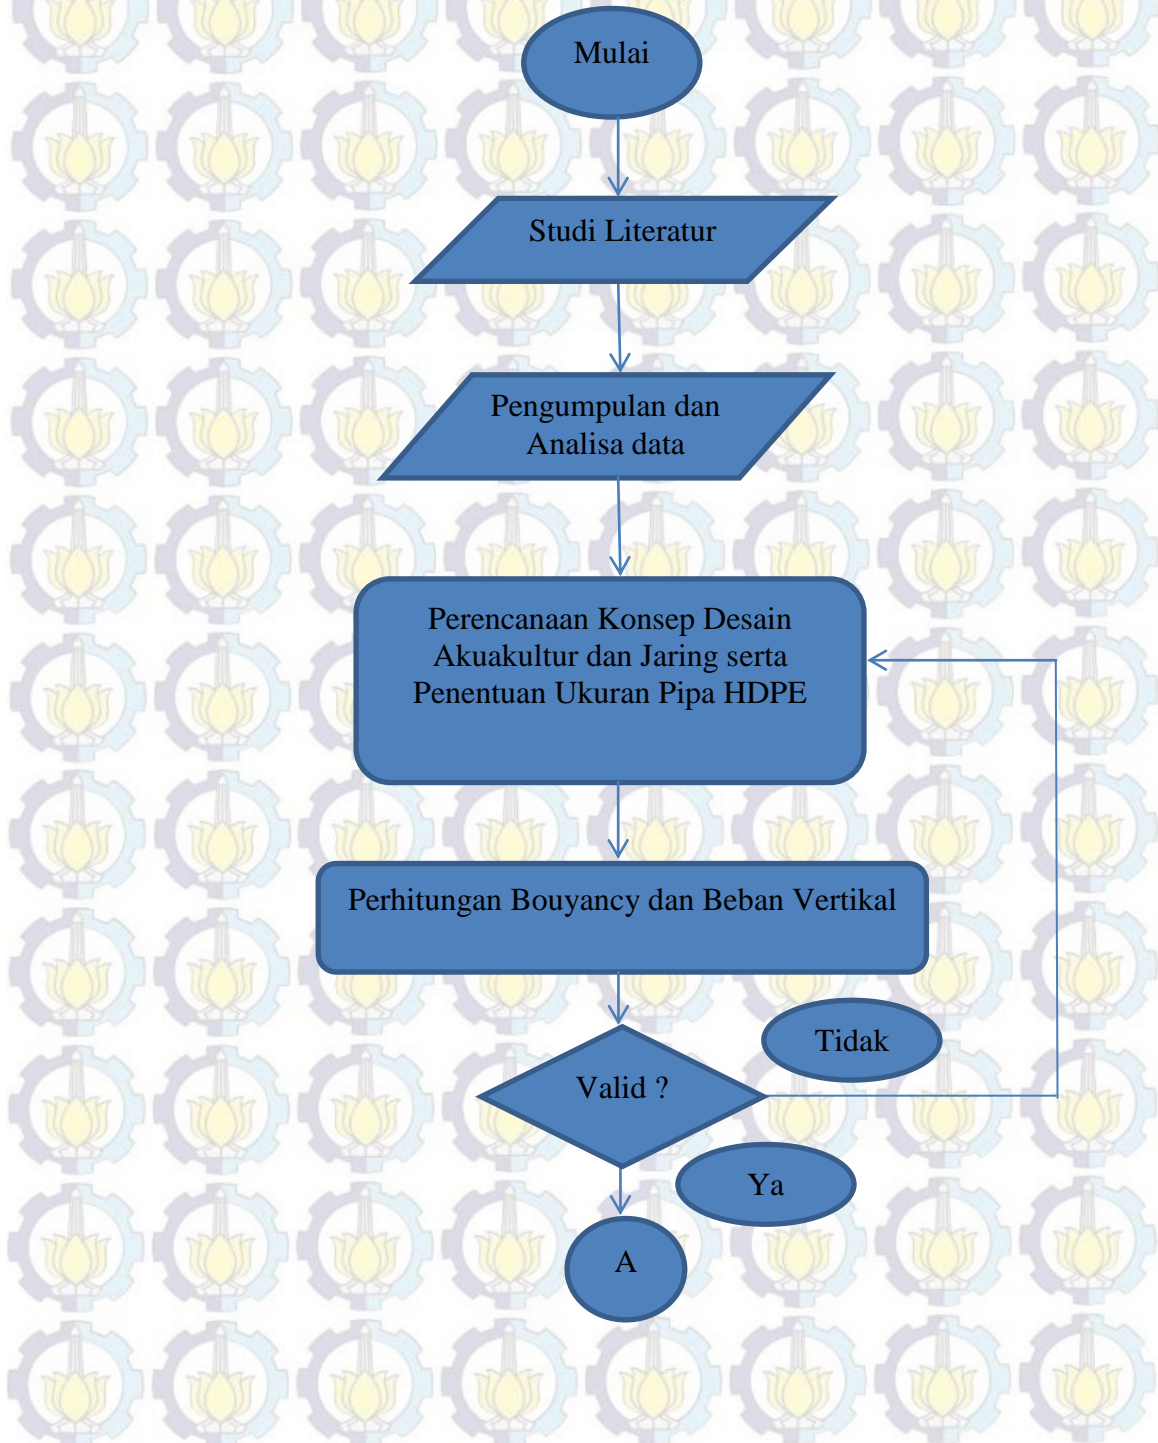 Mulai
Studi Literatur
Pengumpulan dan
Analisa data
Perencanaan Konsep Desain
Akuakultur dan Jaring serta
Penentuan Ukuran Pipa HDPE
Perhitungan Bouyancy dan Beban Vertikal
Tidak
Valid ?
Ya
A